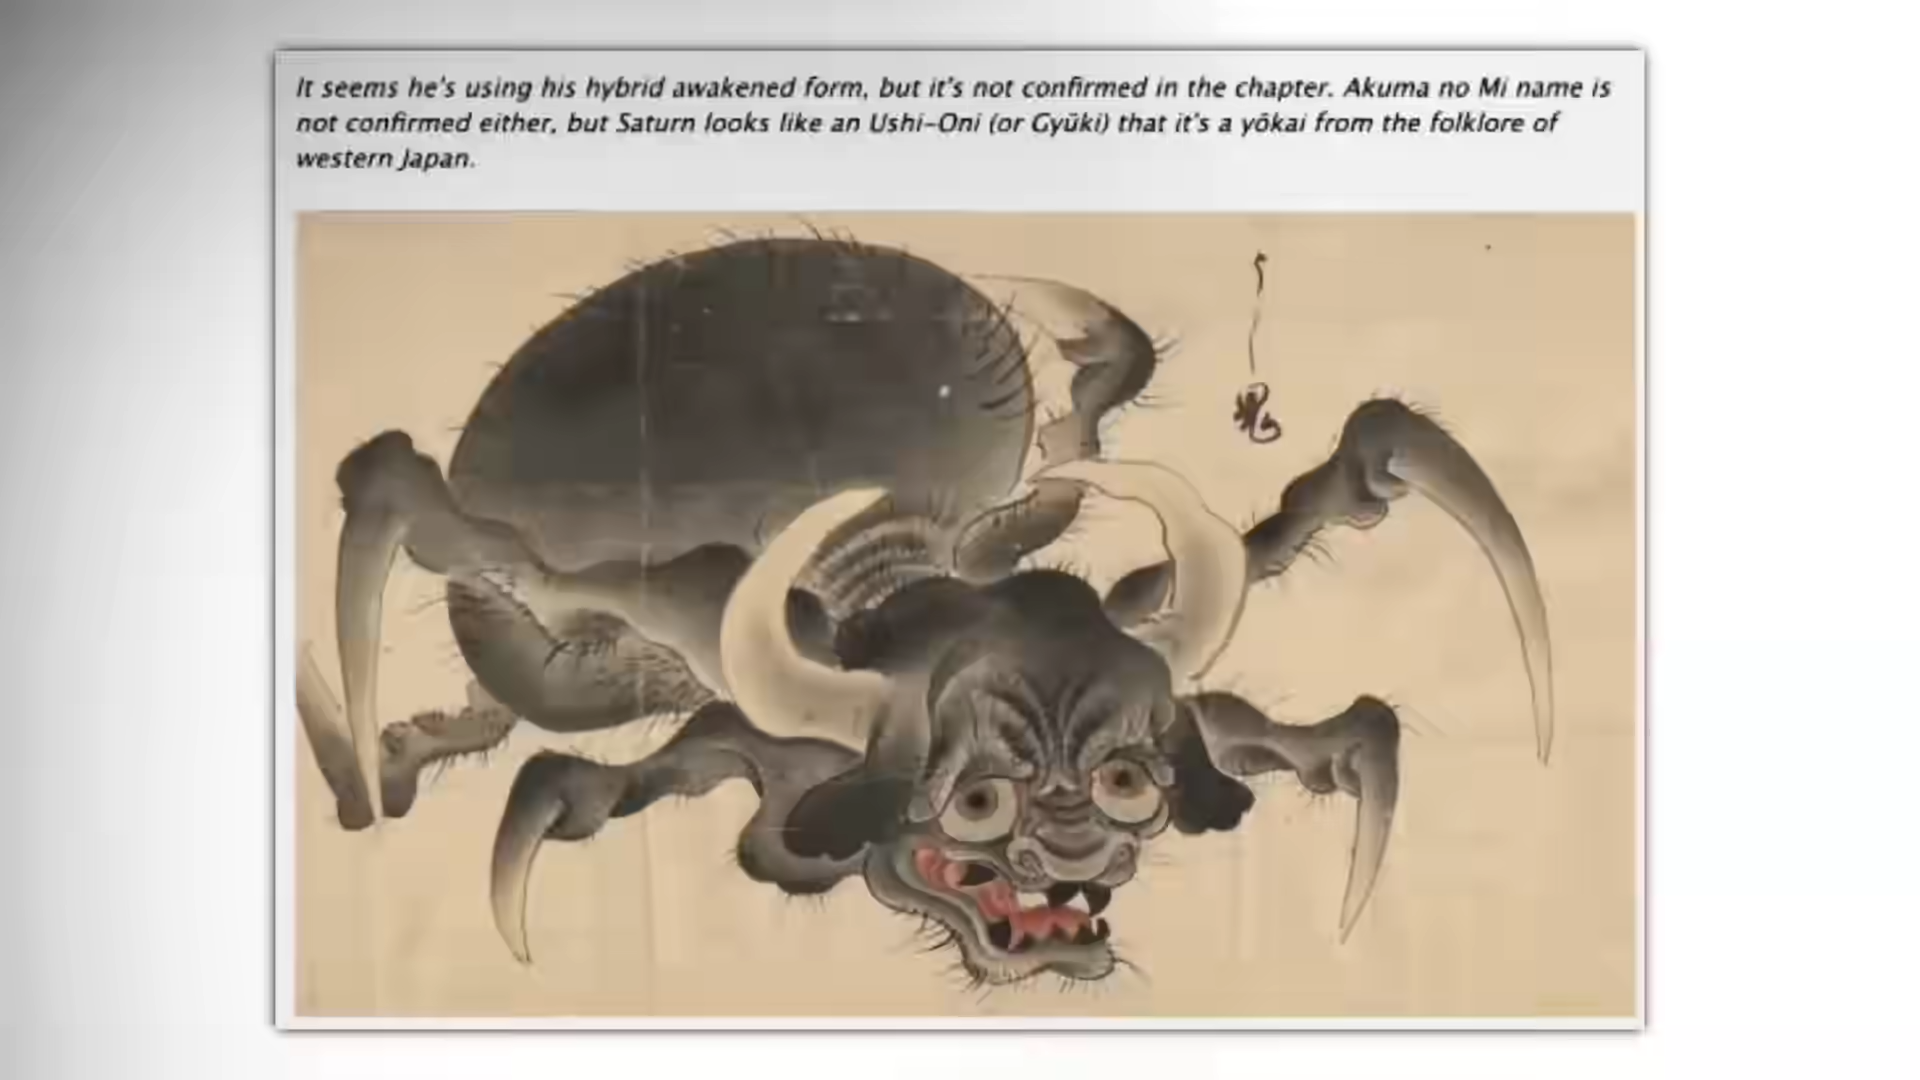 It seems he's using his hybrid awakened form, but it's not confirmed in the chapter. Akuma no Mi name is
not confirmed either, but Saturn looks like an Ushi-Oni (or Gyūki) that it's a yōkai from the folklore of
western Japan.